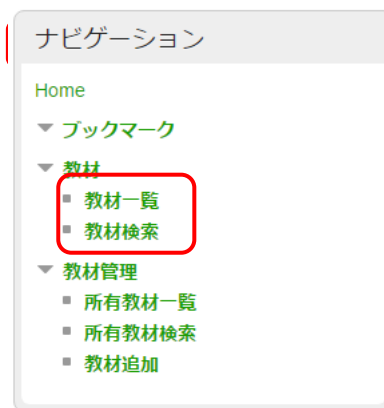 ナビゲーション
Home
ブックマーク
教材
教材一覧
教材検索
教材管理
所有教材一覧
所有教材検索
教材追加